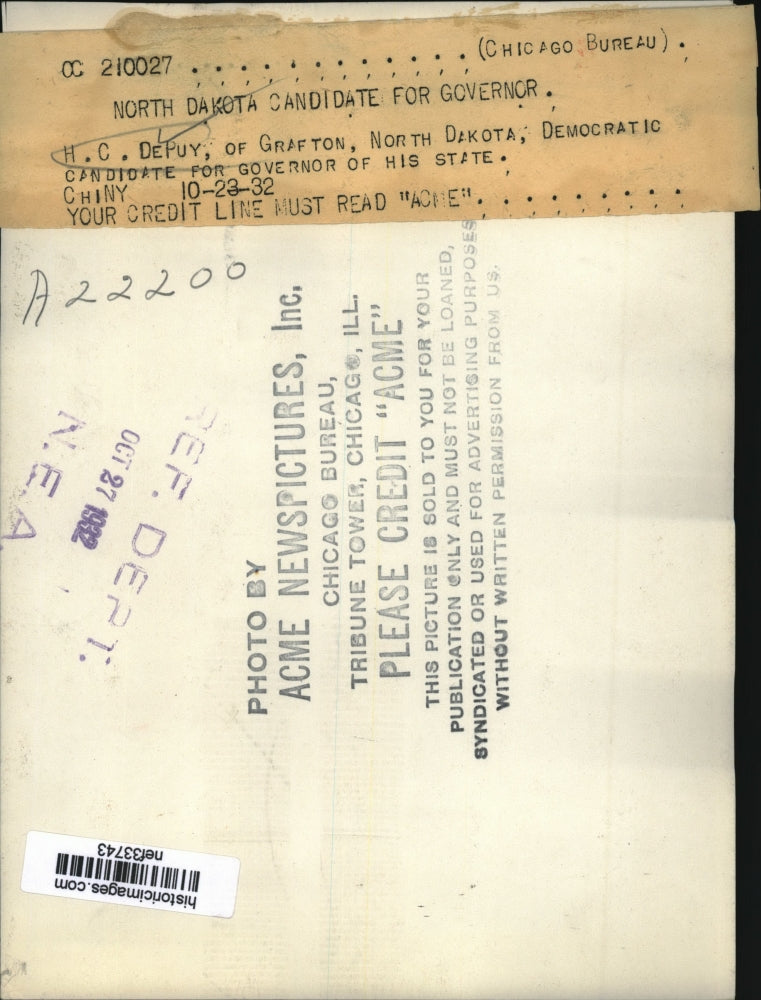 CC 210027 . . . . . . . . . . . . (CHICAGO BUREAU).
NORTH DAKOTA CANDIDATE FOR GOVERNOR.
H.C. DEPUY, OF GRAFTON, NORTH DAKOTA, DEMOCRATIC
CANDIDATE FOR GOVERNOR OF HIS STATE.
CHINY 10-23-32
YOUR CREDIT LINE MUST READ "ACME". . . . . . . . .
A 22200
REF. DEPT.
OCT 27 1932
N.E.A.
PHOTO BY
ACME NEWSPICTURES, Inc.
CHICAGO BUREAU,
TRIBUNE TOWER, CHICAGO, ILL.
PLEASE CREDIT "ACME"
THIS PICTURE IS SOLD TO YOU FOR YOUR
PUBLICATION ONLY AND MUST NOT BE LOANED,
SYNDICATED OR USED FOR ADVERTISING PURPOSES
WITHOUT WRITTEN PERMISSION FROM US.
historicimages.com
nef33743